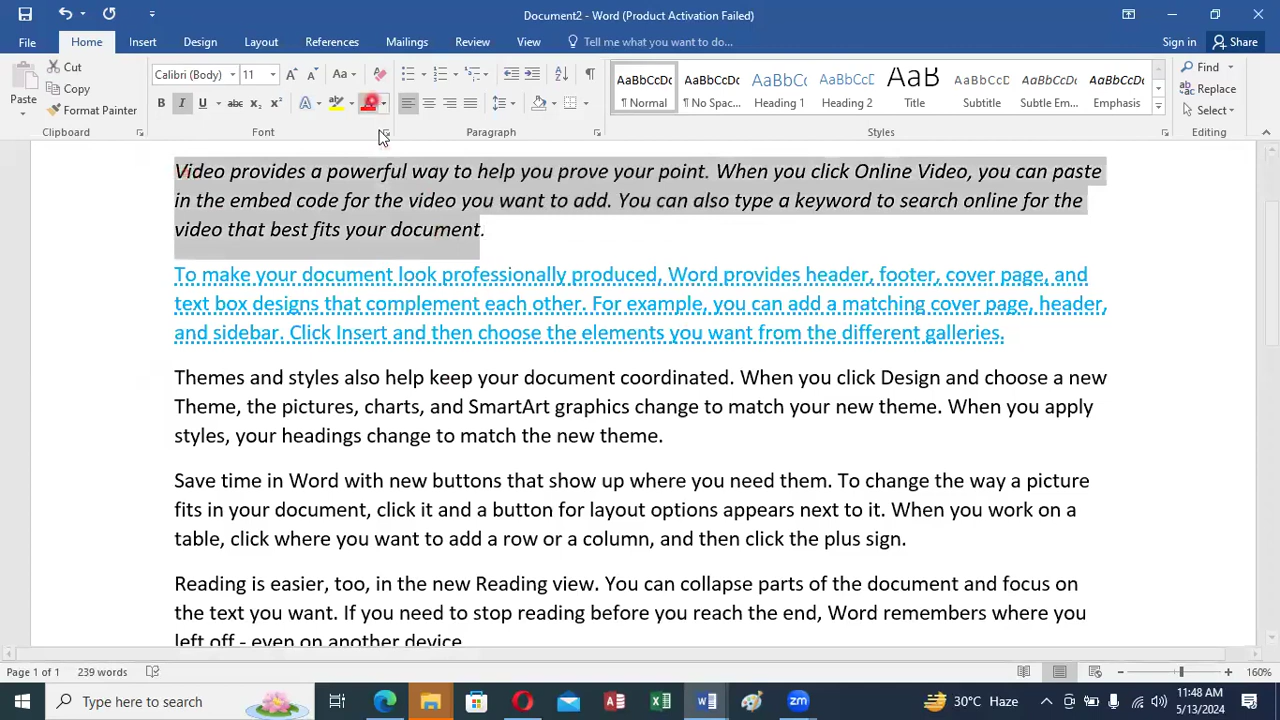 Document2 - Word (Product Activation Failed)
File Home Insert Design Layout References Mailings Review View Tell me what you want to do... Sign in Share
Paste Cut Copy Format Painter Clipboard
Calibri (Body) 11 Aa A
B I U abc x₂ x² A A Font
Paragraph
AaBbCcDc AaBbCcDc AaBbCc AaBbCcD AaB AaBbCcD AaBbCcDc AaBbCcDc
¶ Normal ¶ No Spac... Heading 1 Heading 2 Title Subtitle Subtle Em... Emphasis
Styles
Find Replace Select Editing
Video provides a powerful way to help you prove your point. When you click Online Video, you can paste
in the embed code for the video you want to add. You can also type a keyword to search online for the
video that best fits your document.
To make your document look professionally produced, Word provides header, footer, cover page, and
text box designs that complement each other. For example, you can add a matching cover page, header,
and sidebar. Click Insert and then choose the elements you want from the different galleries.
Themes and styles also help keep your document coordinated. When you click Design and choose a new
Theme, the pictures, charts, and SmartArt graphics change to match your new theme. When you apply
styles, your headings change to match the new theme.
Save time in Word with new buttons that show up where you need them. To change the way a picture
fits in your document, click it and a button for layout options appears next to it. When you work on a
table, click where you want to add a row or a column, and then click the plus sign.
Reading is easier, too, in the new Reading view. You can collapse parts of the document and focus on
the text you want. If you need to stop reading before you reach the end, Word remembers where you
left off - even on another device.
Page 1 of 1 239 words 160%
Type here to search 30°C Haze 11:48 AM
5/13/2024